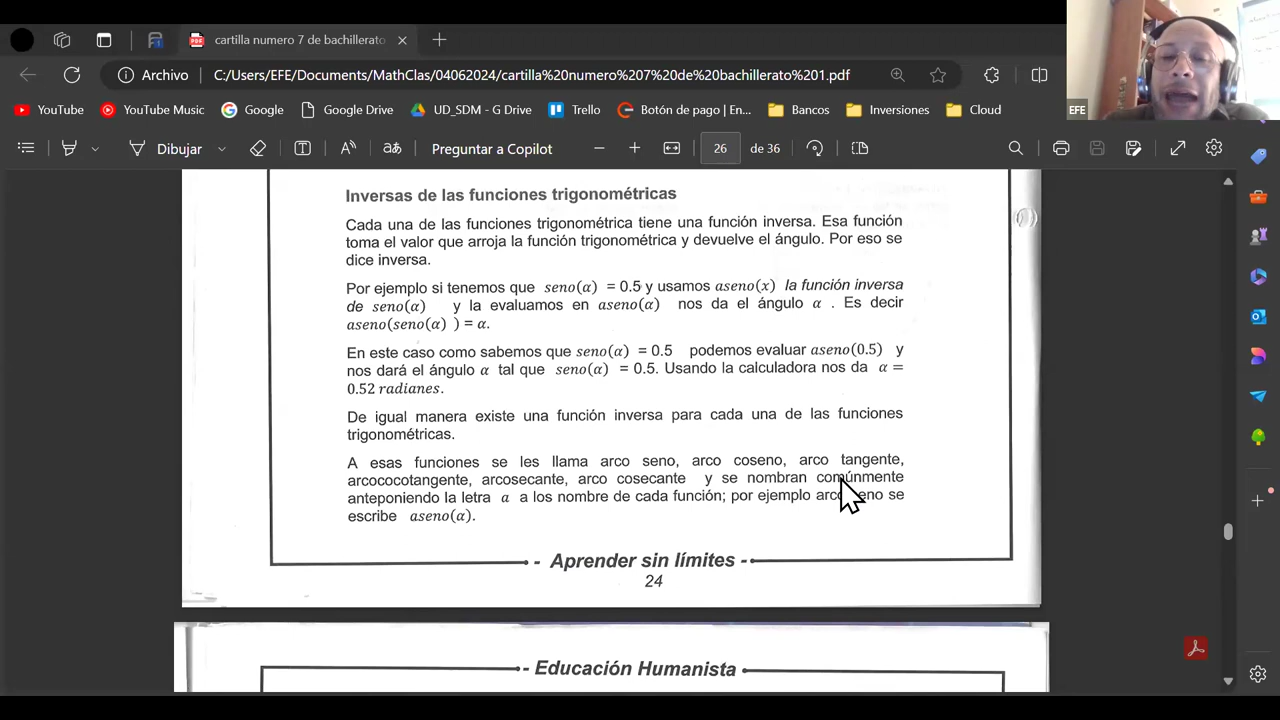 cartilla numero 7 de bachillerato
Archivo C:/Users/EFE/Documents/MathClas/04062024/cartilla%20numero%207%20de%20bachillerato%201.pdf
YouTube YouTube Music Google Google Drive UD_SDM - G Drive Trello Botón de pago | En... Bancos Inversiones Cloud
EFE
Dibujar Preguntar a Copilot 26 de 36
Inversas de las funciones trigonométricas
Cada una de las funciones trigonométrica tiene una función inversa. Esa función
toma el valor que arroja la función trigonométrica y devuelve el ángulo. Por eso se
dice inversa.
Por ejemplo si tenemos que seno(α) = 0.5 y usamos aseno(x) la función inversa
de seno(α) y la evaluamos en aseno(α) nos da el ángulo α . Es decir
aseno(seno(α) ) = α.
En este caso como sabemos que seno(α) = 0.5 podemos evaluar aseno(0.5) y
nos dará el ángulo α tal que seno(α) = 0.5. Usando la calculadora nos da α =
0.52 radianes.
De igual manera existe una función inversa para cada una de las funciones
trigonométricas.
A esas funciones se les llama arco seno, arco coseno, arco tangente,
arcocotangente, arcosecante, arco cosecante y se nombran comúnmente
anteponiendo la letra a a los nombre de cada función; por ejemplo se
escribe aseno(α).
- Aprender sin límites -
24
- Educación Humanista